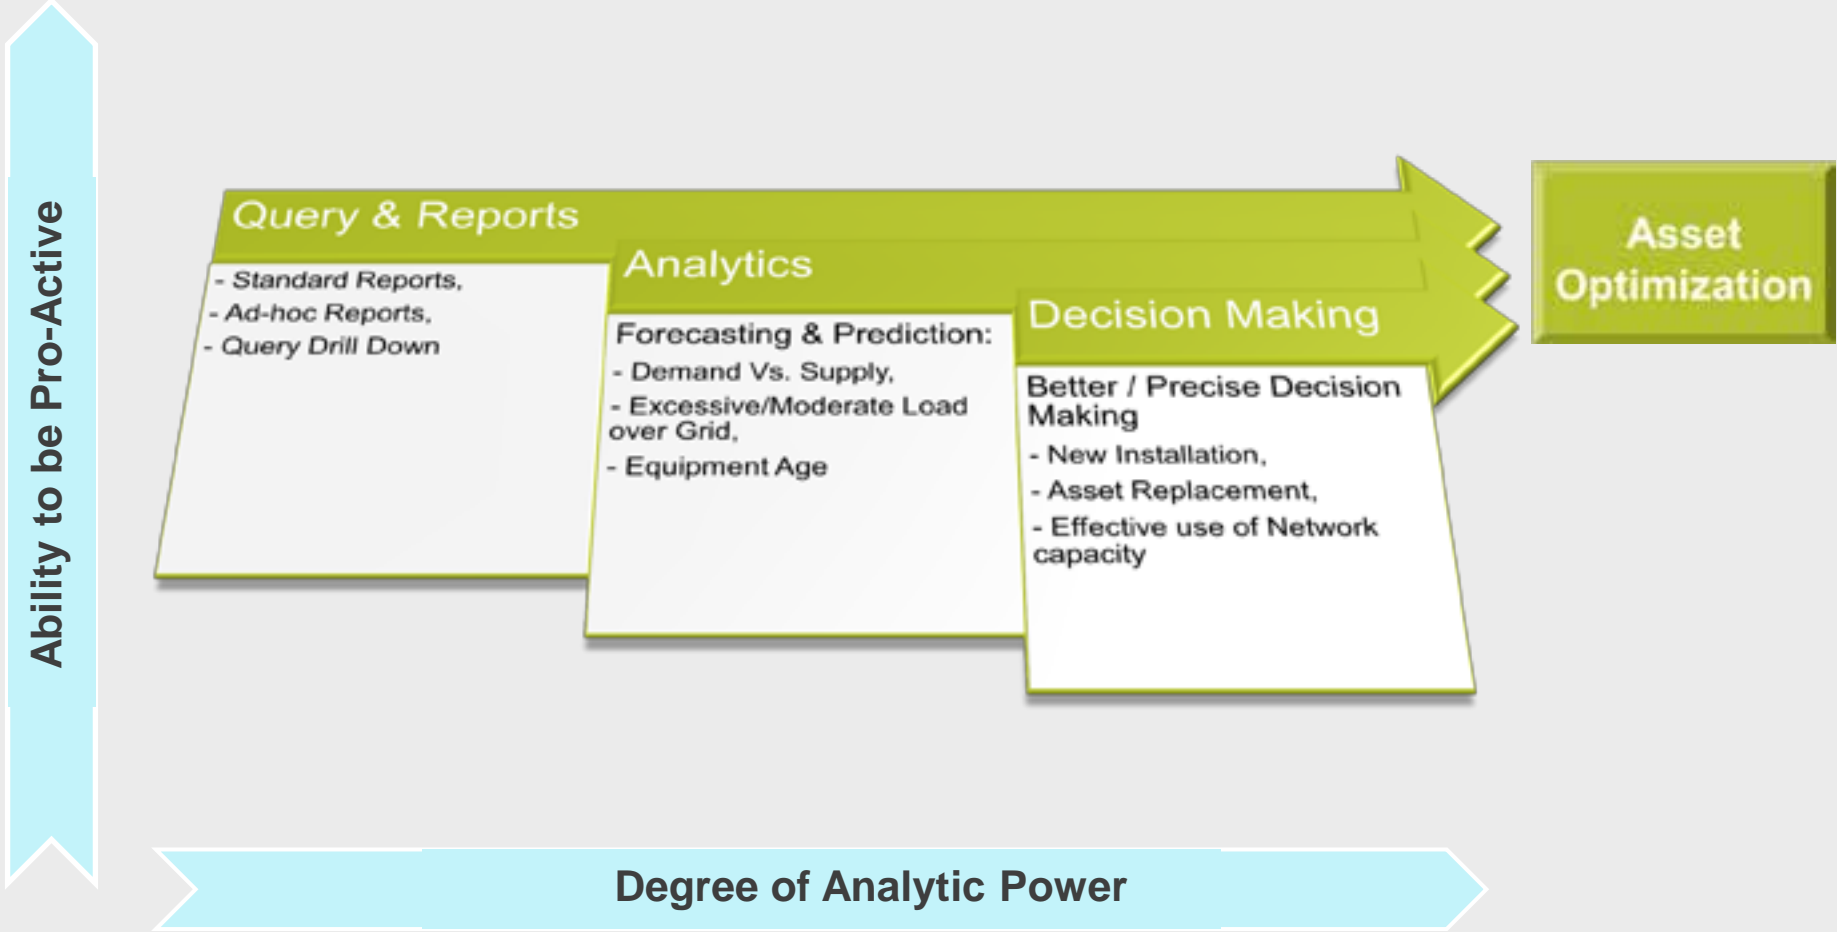 Ability to be Pro-Active
Query & Reports
- Standard Reports,
- Ad-hoc Reports,
- Query Drill Down
Analytics
Forecasting & Prediction:
- Demand Vs. Supply,
- Excessive/Moderate Load
over Grid,
- Equipment Age
Decision Making
Better / Precise Decision
Making
- New Installation,
- Asset Replacement,
- Effective use of Network
capacity
Asset
Optimization
Degree of Analytic Power